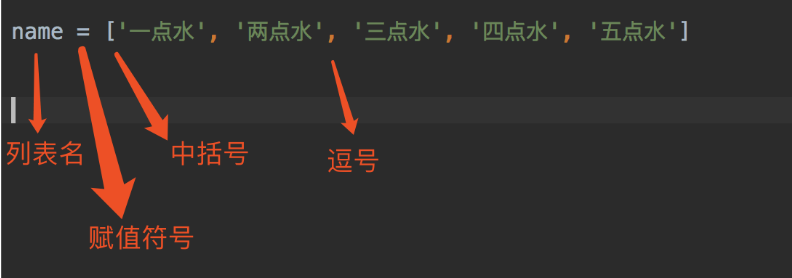 name = ['一点水', '两点水', '三点水', '四点水', '五点水']
列表名
中括号
逗号
赋值符号